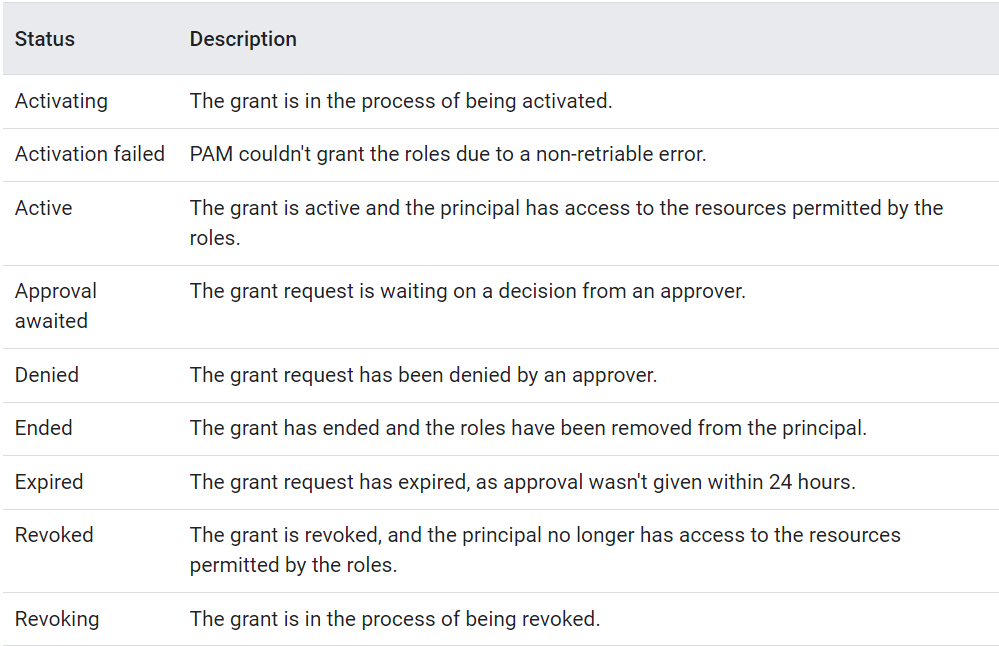 Status Description
Activating The grant is in the process of being activated.
Activation failed PAM couldn't grant the roles due to a non-retriable error.
Active The grant is active and the principal has access to the resources permitted by the
roles.
Approval The grant request is waiting on a decision from an approver.
awaited
Denied The grant request has been denied by an approver.
Ended The grant has ended and the roles have been removed from the principal.
Expired The grant request has expired, as approval wasn't given within 24 hours.
Revoked The grant is revoked, and the principal no longer has access to the resources
permitted by the roles.
Revoking The grant is in the process of being revoked.